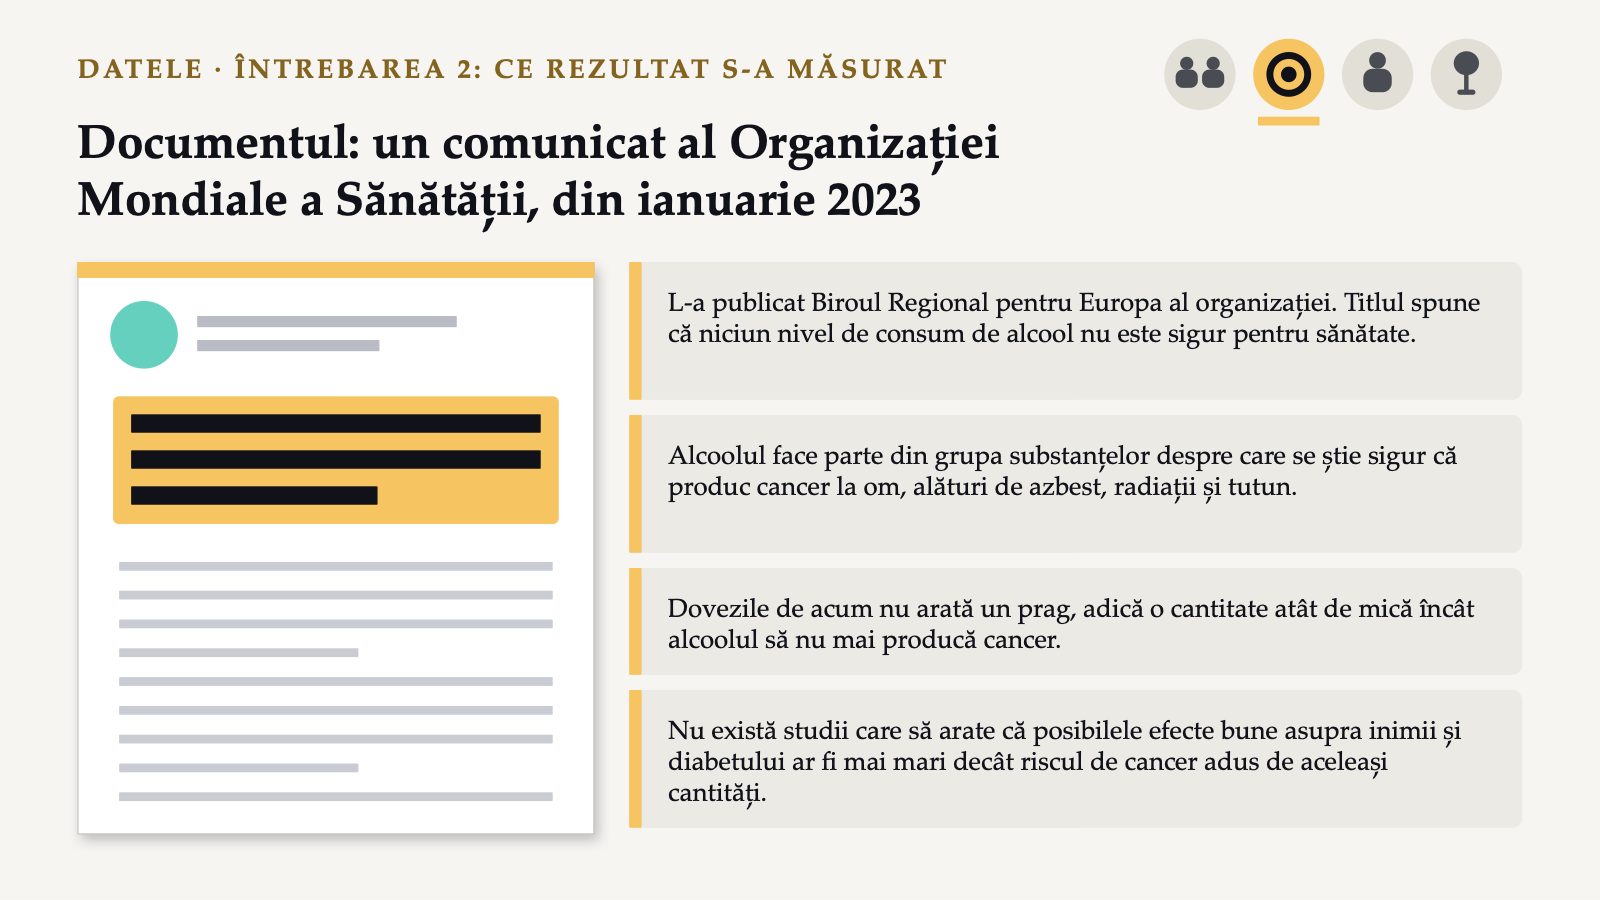 DATELE · ÎNTREBAREA 2: CE REZULTAT S-A MĂSURAT
Documentul: un comunicat al Organizației
Mondiale a Sănătății, din ianuarie 2023
L-a publicat Biroul Regional pentru Europa al organizației. Titlul spune
că niciun nivel de consum de alcool nu este sigur pentru sănătate.
Alcoolul face parte din grupa substanțelor despre care se știe sigur că
produc cancer la om, alături de azbest, radiații și tutun.
Dovezile de acum nu arată un prag, adică o cantitate atât de mică încât
alcoolul să nu mai producă cancer.
Nu există studii care să arate că posibilele efecte bune asupra inimii și
diabetului ar fi mai mari decât riscul de cancer adus de aceleași
cantități.